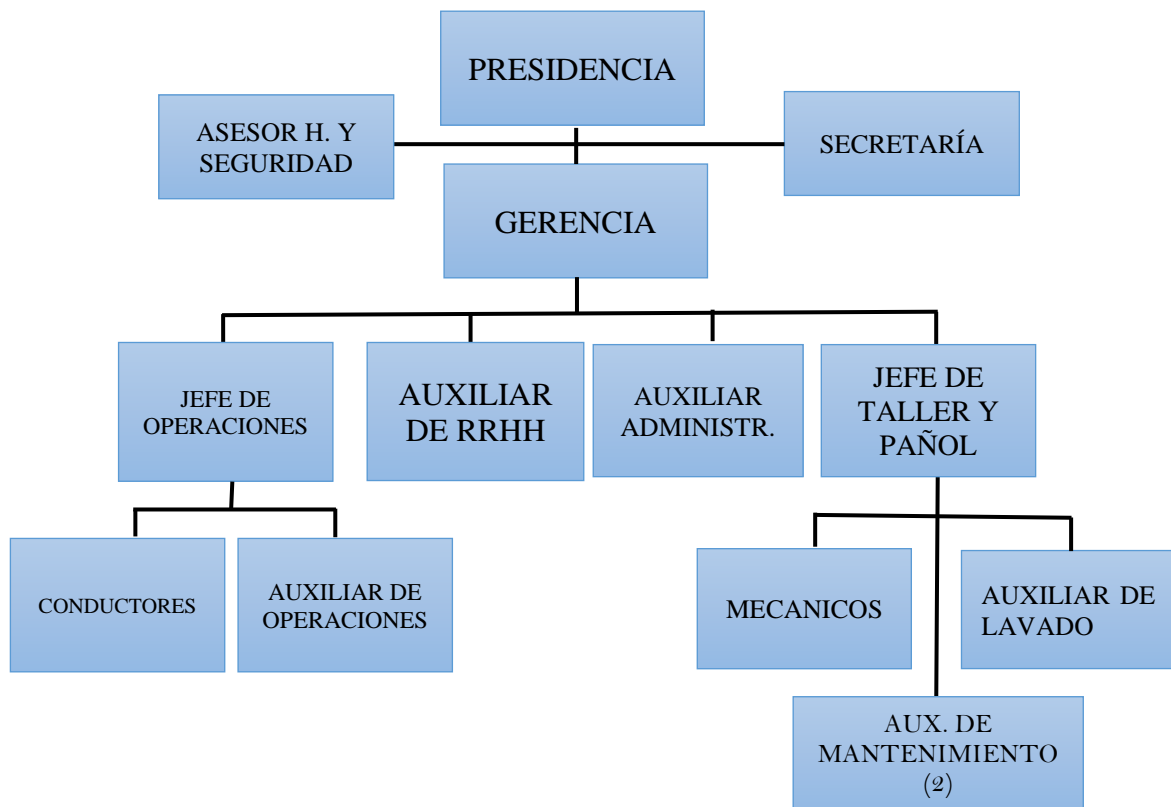 PRESIDENCIA
ASESOR H. Y
SEGURIDAD
SECRETARÍA
GERENCIA
JEFE DE
OPERACIONES
AUXILIAR
DE RRHH
AUXILIAR
ADMINISTR.
JEFE DE
TALLER Y
PAÑOL
CONDUCTORES
AUXILIAR DE
OPERACIONES
MECANICOS
AUXILIAR DE
LAVADO
AUX. DE
MANTENIMIENTO
(2)